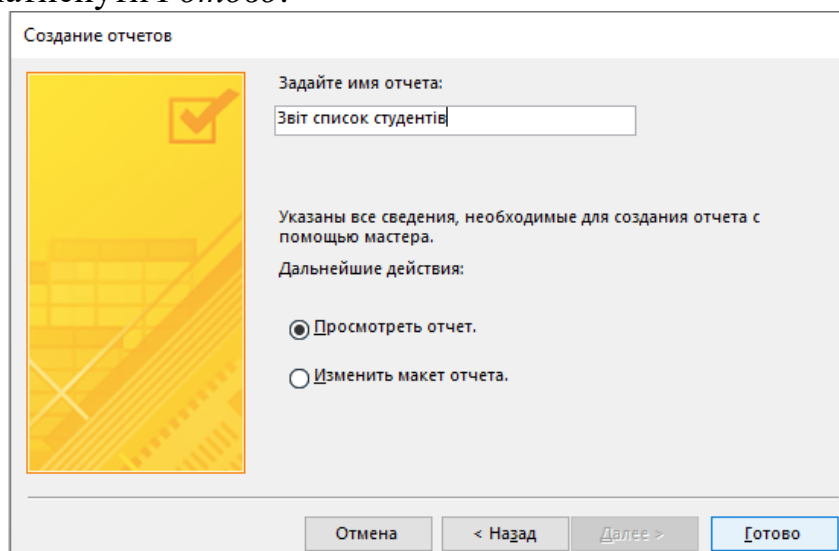 Создание отчетов
Задайте имя отчета:
Звіт список студентів
Указаны все сведения, необходимые для создания отчета с
помощью мастера.
Дальнейшие действия:
Просмотреть отчет.
Изменить макет отчета.
Отмена < Назад Далее > Готово